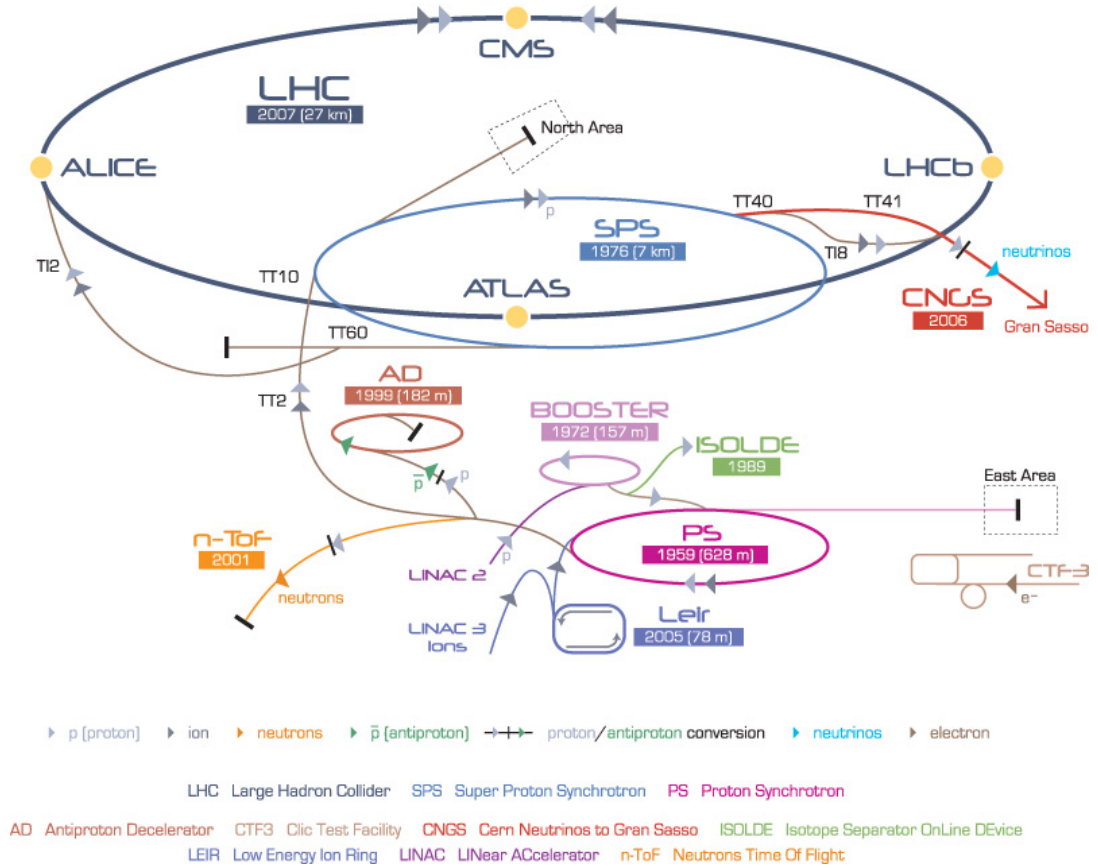 CMS
LHC
2007 (27 km)
North Area
ALICE
LHCb
TT40
TT41
p
SPS
1976 (7 km)
TI8
neutrinos
TI2
TT10
ATLAS
CNGS
2006
Gran Sasso
TT60
AD
1999 (182 m)
TT2
BOOSTER
1972 (157 m)
ISOLDE
1989
p
p̅
East Area
n-ToF
2001
PS
1959 (628 m)
p
LINAC 2
neutrons
CTF-3
e-
LINAC 3
Ions
LeIr
2005 (78 m)
p (proton) ion neutrons p̅ (antiproton) proton/antiproton conversion neutrinos electron
LHC Large Hadron Collider SPS Super Proton Synchrotron PS Proton Synchrotron
AD Antiproton Decelerator CTF3 Clic Test Facility CNGS Cern Neutrinos to Gran Sasso ISOLDE Isotope Separator OnLine DEvice
LEIR Low Energy Ion Ring LINAC LINear ACcelerator n-ToF Neutrons Time Of Flight